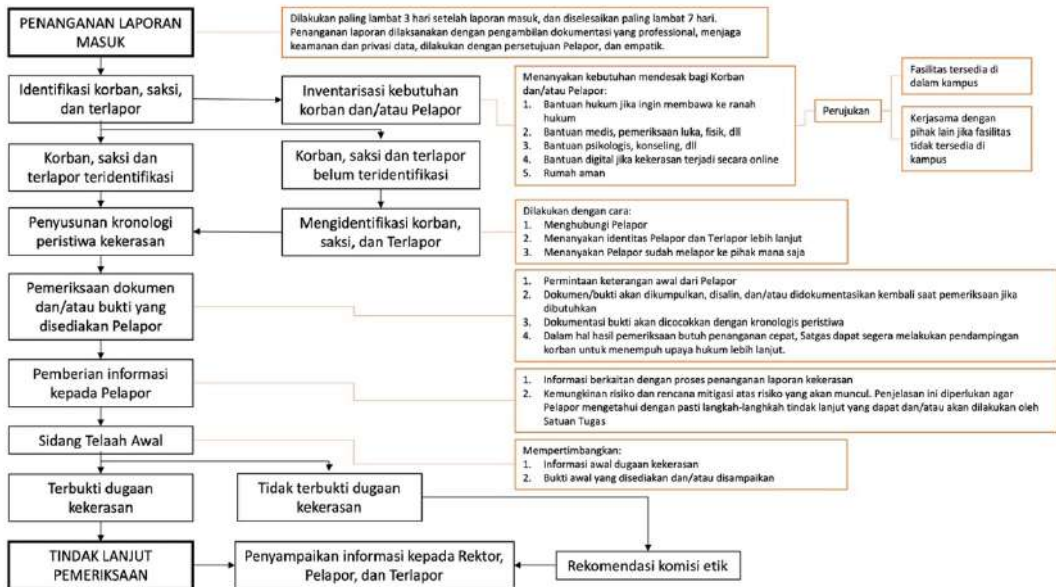 PENANGANAN LAPORAN
MASUK
Dilakukan paling lambat 3 hari setelah laporan masuk, dan diselesaikan paling lambat 7 hari.
Penanganan laporan dilaksanakan dengan pengambilan dokumentasi yang professional, menjaga
keamanan dan privasi data, dilakukan dengan persetujuan Pelapor, dan empatik.
Identifikasi korban, saksi,
dan terlapor
Inventarisasi kebutuhan
korban dan/atau Pelapor
Menanyakan kebutuhan mendesak bagi Korban
dan/atau Pelapor:
1. Bantuan hukum jika ingin membawa ke ranah
hukum
2. Bantuan medis, pemeriksaan luka, fisik, dll
3. Bantuan psikologis, konseling, dll
4. Bantuan digital jika kekerasan terjadi secara online
5. Rumah aman
Perujukan
Fasilitas tersedia di
dalam kampus
Kerjasama dengan
pihak lain jika fasilitas
tidak tersedia di
kampus
Korban, saksi dan
terlapor teridentifikasi
Korban, saksi dan terlapor
belum teridentifikasi
Penyusunan kronologi
peristiwa kekerasan
Mengidentifikasi korban,
saksi, dan Terlapor
Dilakukan dengan cara:
1. Menghubungi Pelapor
2. Menanyakan identitas Pelapor dan Terlapor lebih lanjut
3. Menanyakan Pelapor sudah melapor ke pihak mana saja
Pemeriksaan dokumen
dan/atau bukti yang
disediakan Pelapor
1. Permintaan keterangan awal dari Pelapor
2. Dokumen/bukti akan dikumpulkan, disalin, dan/atau didokumentasikan kembali saat pemeriksaan jika
dibutuhkan
3. Dokumentasi bukti akan dicocokkan dengan kronologis peristiwa
4. Dalam hal hasil pemeriksaan butuh penanganan cepat, Satgas dapat segera melakukan pendampingan
korban untuk menempuh upaya hukum lebih lanjut.
Pemberian informasi
kepada Pelapor
1. Informasi berkaitan dengan proses penanganan laporan kekerasan
2. Kemungkinan risiko dan rencana mitigasi atas risiko yang akan muncul. Penjelasan ini diperlukan agar
Pelapor mengetahui dengan pasti langkah-langhkah tindak lanjut yang dapat dan/atau akan dilakukan oleh
Satuan Tugas
Sidang Telaah Awal
Mempertimbangkan:
1. Informasi awal dugaan kekerasan
2. Bukti awal yang disediakan dan/atau disampaikan
Terbukti dugaan
kekerasan
Tidak terbukti dugaan
kekerasan
TINDAK LANJUT
PEMERIKSAAN
Penyampaikan informasi kepada Rektor,
Pelapor, dan Terlapor
Rekomendasi komisi etik